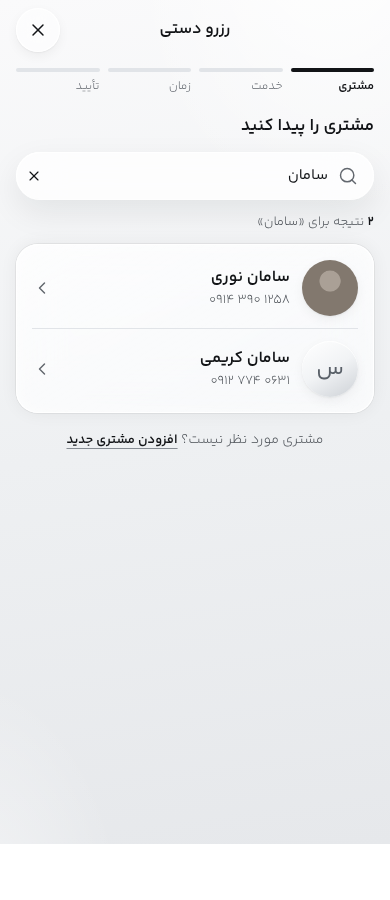 رزرو دستی
مشتری
خدمت
زمان
تأیید
مشتری را پیدا کنید
سامان
۲ نتیجه برای «سامان»
سامان نوری
۰۹۱۴ ۳۹۰ ۱۲۵۸
س
سامان کریمی
۰۹۱۲ ۷۷۴ ۰۶۳۱
مشتری مورد نظر نیست؟ افزودن مشتری جدید